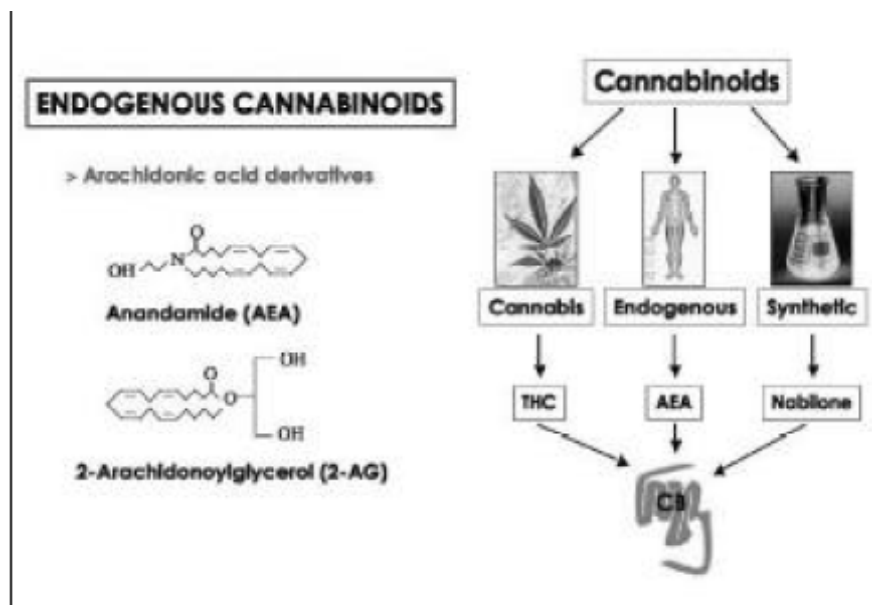 ENDOGENOUS CANNABINOIDS
> Arachidonic acid derivatives
O
OH
N
Anandamide (AEA)
O
O
OH
OH
2-Arachidonoylglycerol (2-AG)
Cannabinoids
Cannabis
Endogenous
Synthetic
THC
AEA
Nabilone
CB